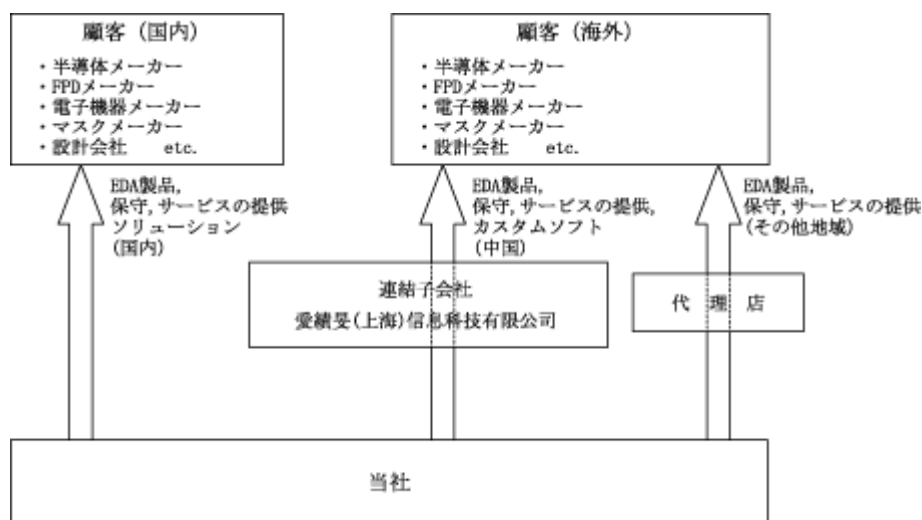 顧客（国内）
・半導体メーカー
・FPDメーカー
・電子機器メーカー
・マスクメーカー
・設計会社 etc.
顧客（海外）
・半導体メーカー
・FPDメーカー
・電子機器メーカー
・マスクメーカー
・設計会社 etc.
EDA製品,
保守,サービスの提供
ソリューション
(国内)
EDA製品,
保守,サービスの提供,
カスタムソフト
(中国)
EDA製品,
保守,サービスの提供
(その他地域)
連結子会社
愛績旻(上海)信息科技有限公司
代理店
当社